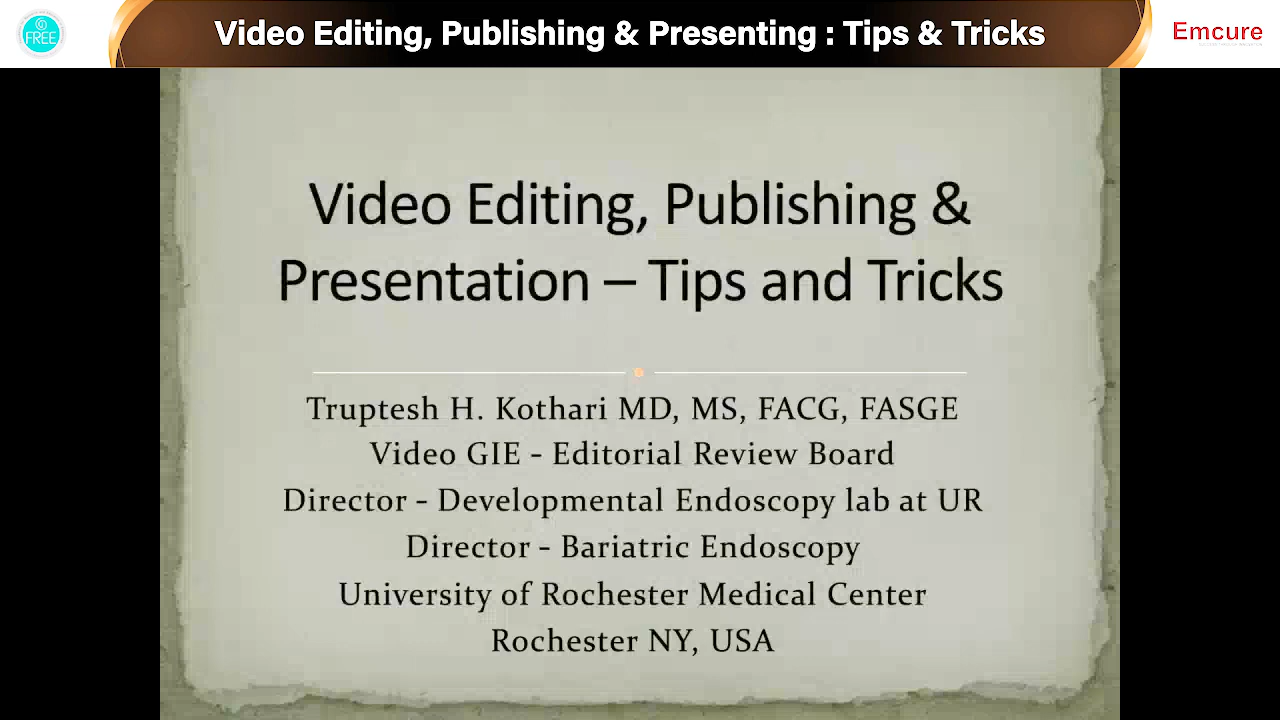 FREE
Video Editing, Publishing & Presenting : Tips & Tricks
Emcure
Video Editing, Publishing &
Presentation – Tips and Tricks
Truptesh H. Kothari MD, MS, FACG, FASGE
Video GIE - Editorial Review Board
Director - Developmental Endoscopy lab at UR
Director - Bariatric Endoscopy
University of Rochester Medical Center
Rochester NY, USA